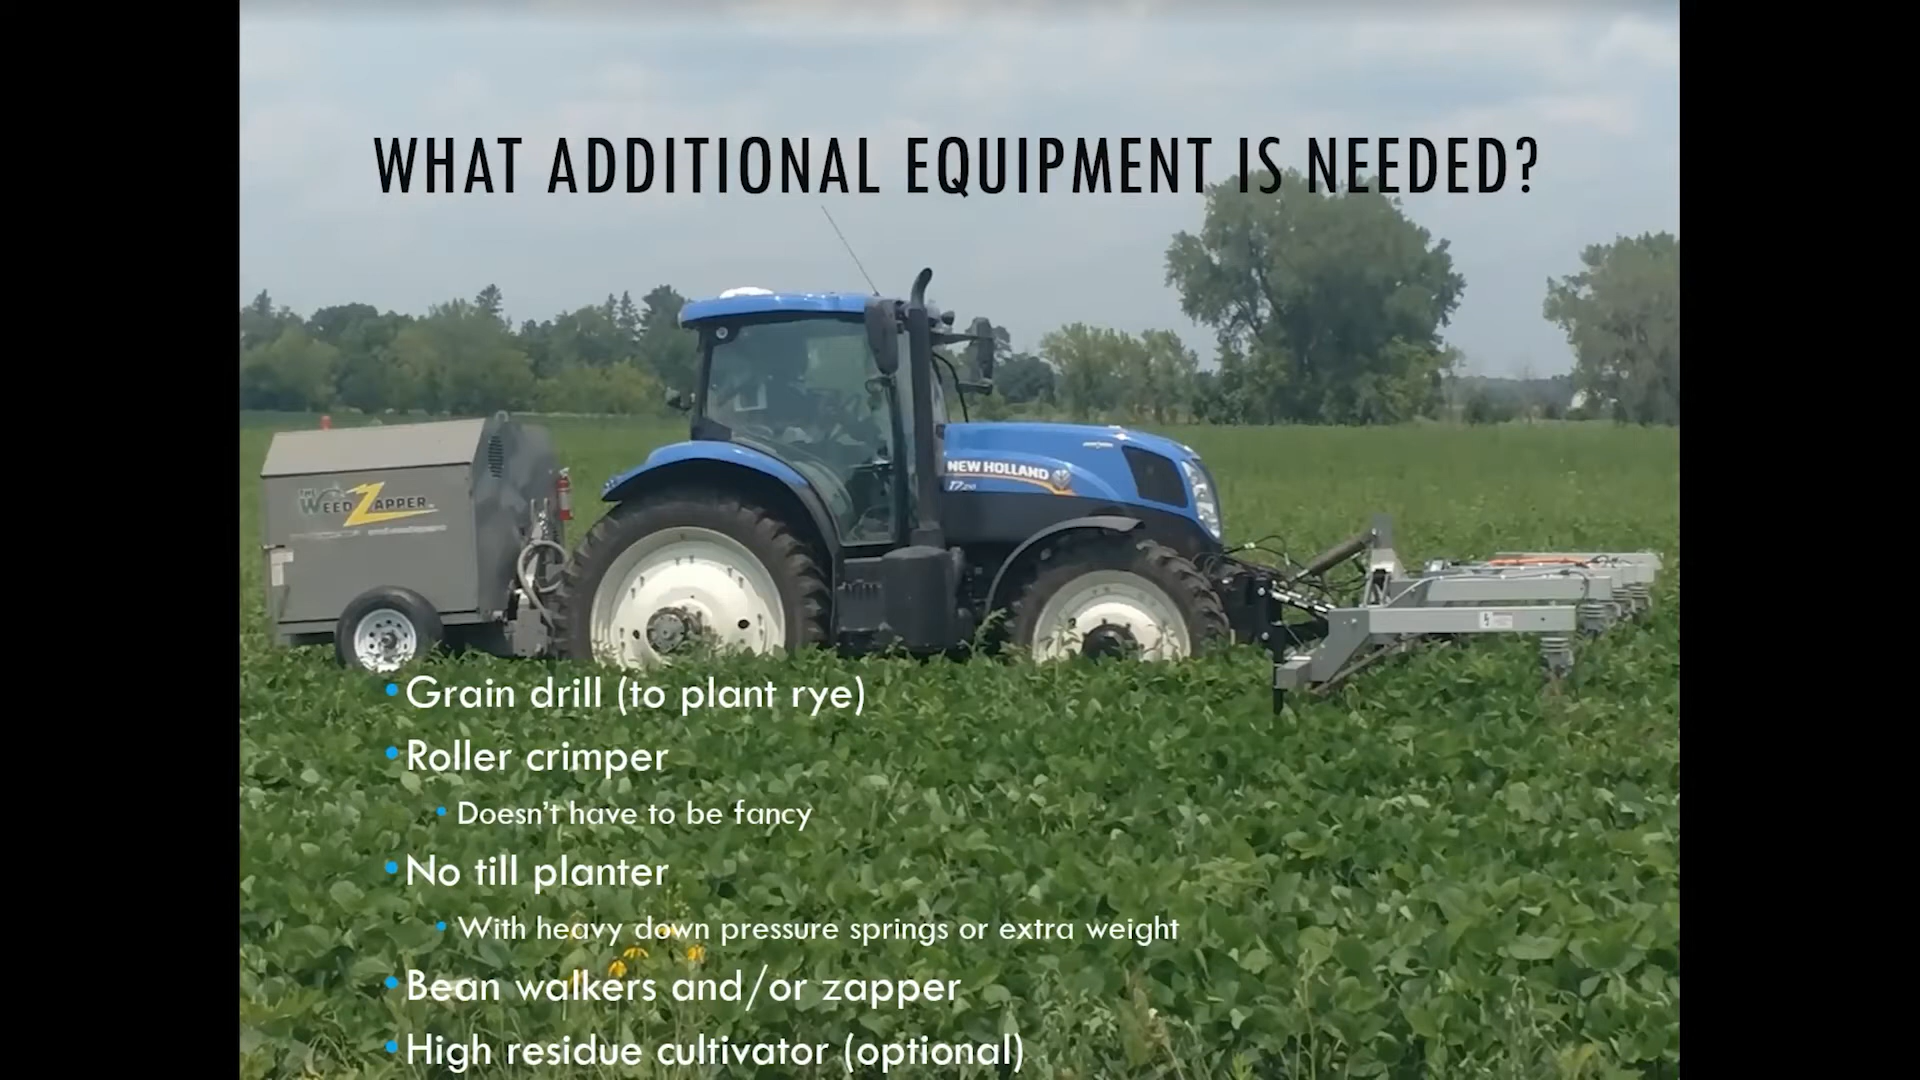 WHAT ADDITIONAL EQUIPMENT IS NEEDED?
NEW HOLLAND
THE
WEED ZAPPER
• Grain drill (to plant rye)
• Roller crimper
• Doesn't have to be fancy
• No till planter
• With heavy down pressure springs or extra weight
• Bean walkers and/or zapper
• High residue cultivator (optional)